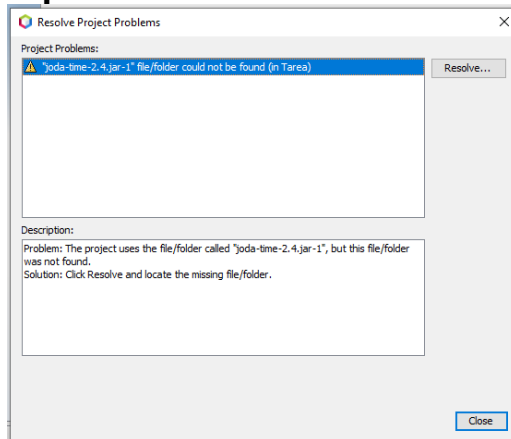 Resolve Project Problems
Project Problems:
"joda-time-2.4.jar-1" file/folder could not be found (in Tarea)
Resolve...
Description:
Problem: The project uses the file/folder called "joda-time-2.4.jar-1", but this file/folder
was not found.
Solution: Click Resolve and locate the missing file/folder.
Close